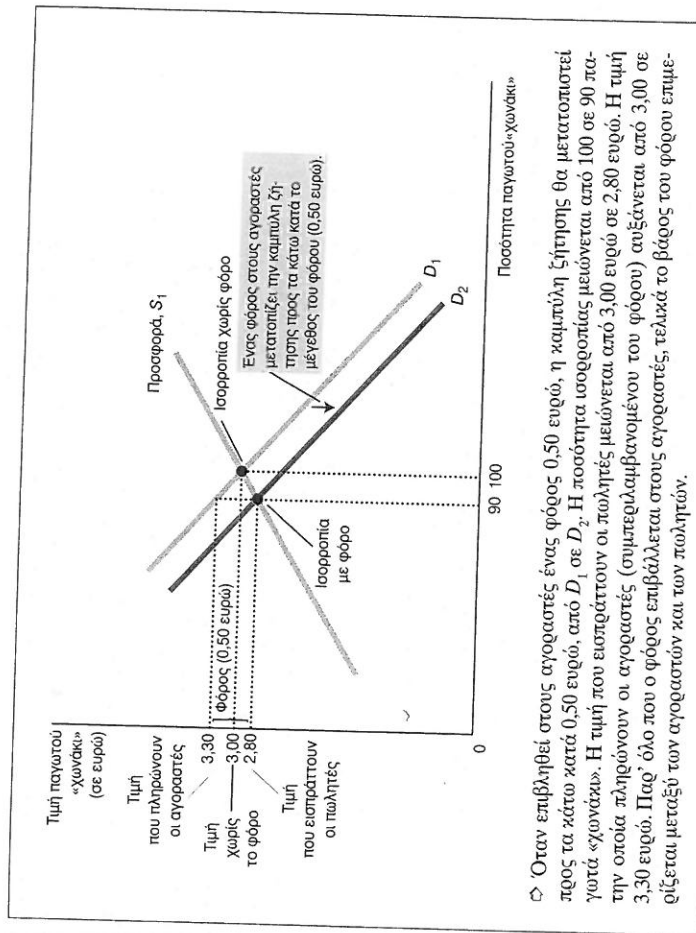 Τιμή παγωτού
«χωνάκι»
(σε ευρώ)
Τιμή
που πληρώνουν
οι αγοραστές
3,30
Τιμή
χωρίς
το φόρο
3,00
2,80
Τιμή
που εισπράττουν
οι πωλητές
Φόρος (0,50 ευρώ)
Προσφορά, S1
Ισορροπία χωρίς φόρο
Ένας φόρος στους αγοραστές
μετατοπίζει την καμπύλη ζή-
τησης προς τα κάτω κατά το
μέγεθος του φόρου (0,50 ευρώ).
Ισορροπία
με φόρο
D1
D2
0
90 100
Ποσότητα παγωτού«χωνάκι»
Όταν επιβληθεί στους αγοραστές ένας φόρος 0,50 ευρώ, η καμπύλη ζήτησης θα μετατοπιστεί
προς τα κάτω κατά 0,50 ευρώ, από D1 σε D2. Η ποσότητα ισορροπίας μειώνεται από 100 σε 90 πα-
γωτά «χωνάκι». Η τιμή που εισπράττουν οι πωλητές μειώνεται από 3,00 ευρώ σε 2,80 ευρώ. Η τιμή
την οποία πληρώνουν οι αγοραστές (συμπεριλαμβανομένου του φόρου) αυξάνεται από 3,00 σε
3,30 ευρώ. Παρ’ όλο που ο φόρος επιβάλλεται στους αγοραστές, τελικά το βάρος του φόρου επιμε-
ρίζεται μεταξύ των αγοραστών και των πωλητών.